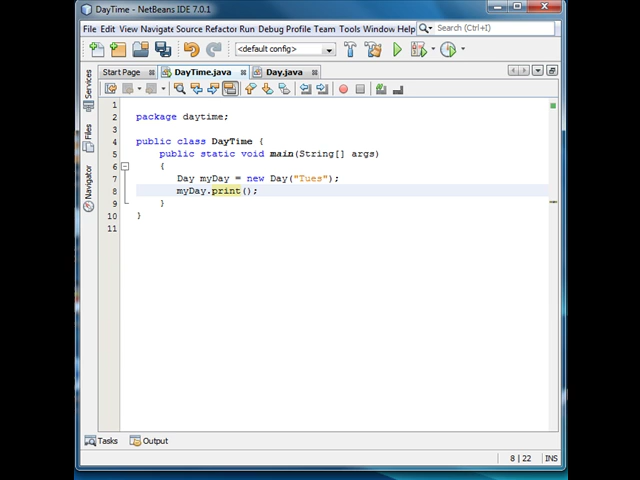 DayTime - NetBeans IDE 7.0.1
File Edit View Navigate Source Refactor Run Debug Profile Team Tools Window Help
Search (Ctrl+I)
<default config>
Start Page
DayTime.java
Day.java
Services
Files
Navigator
1
2 package daytime;
3
4 public class DayTime {
5 public static void main(String[] args)
6 {
7 Day myDay = new Day("Tues");
8 myDay.print();
9 }
10 }
11
Tasks
Output
8 | 22
INS